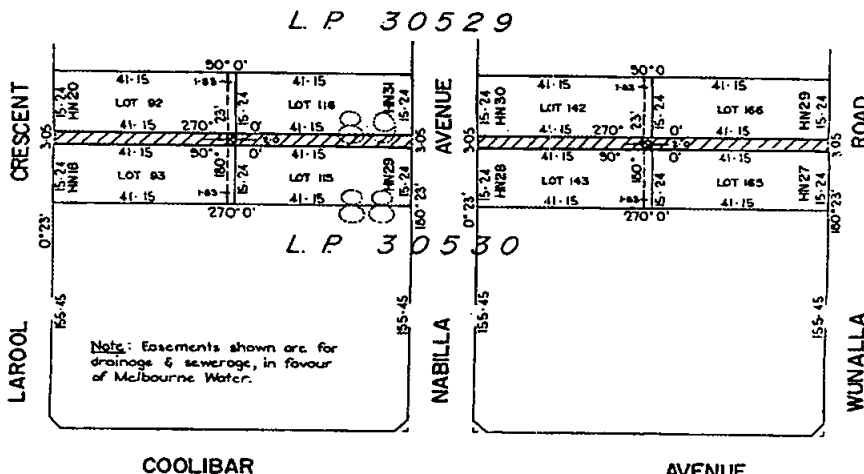 L. P. 30529
CRESCENT
90° 0'
41·15
41·15
15·24
HN20
LOT 92
1·83
23'
15·24
LOT 116
HN31
15·24
41·15
270°
0'
41·15
3·05
2·0
3·05
41·15
90°
0'
41·15
15·24
HN18
LOT 93
180°
15·24
LOT 115
HN29
15·24
41·15
1·83
41·15
270° 0'
0° 23'
180° 23'
AVENUE
90° 0
41·15
41·15
15·24
HN30
LOT 142
1·83
23'
15·24
LOT 166
HN29
15·24
41·15
270°
0'
41·15
2·0
3·05
41·15
90°
0'
41·15
15·24
HN28
LOT 143
180°
15·24
LOT 165
HN27
15·24
41·15
1·83
41·15
270° 0'
0° 23'
180° 23'
ROAD
L. P. 30530
LAROOL
155·45
155·45
Note: Easements shown are for
drainage & sewerage, in favour
of Melbourne Water.
NABILLA
155·45
155·45
WUNALLA
COOLIBAR
AVENUE